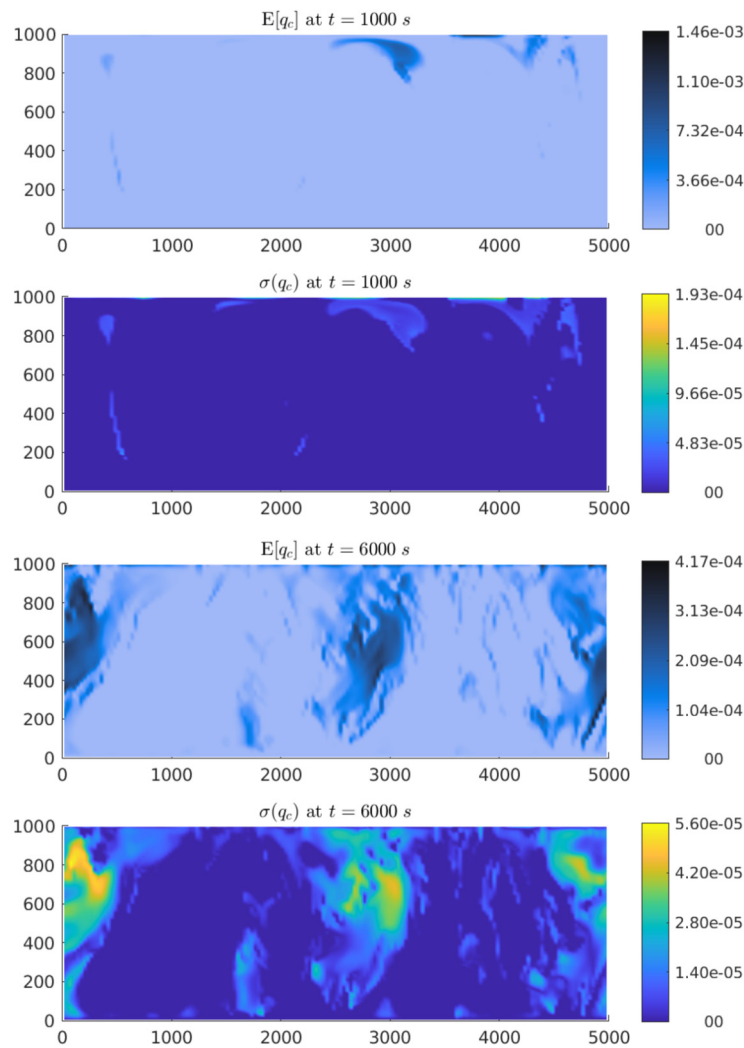 E[q_c] at t = 1000 s
1000
800
600
400
200
0
0 1000 2000 3000 4000 5000
1.46e-03
1.10e-03
7.32e-04
3.66e-04
00
σ(q_c) at t = 1000 s
1000
800
600
400
200
0
0 1000 2000 3000 4000 5000
1.93e-04
1.45e-04
9.66e-05
4.83e-05
00
E[q_c] at t = 6000 s
1000
800
600
400
200
0
0 1000 2000 3000 4000 5000
4.17e-04
3.13e-04
2.09e-04
1.04e-04
00
σ(q_c) at t = 6000 s
1000
800
600
400
200
0
0 1000 2000 3000 4000 5000
5.60e-05
4.20e-05
2.80e-05
1.40e-05
00